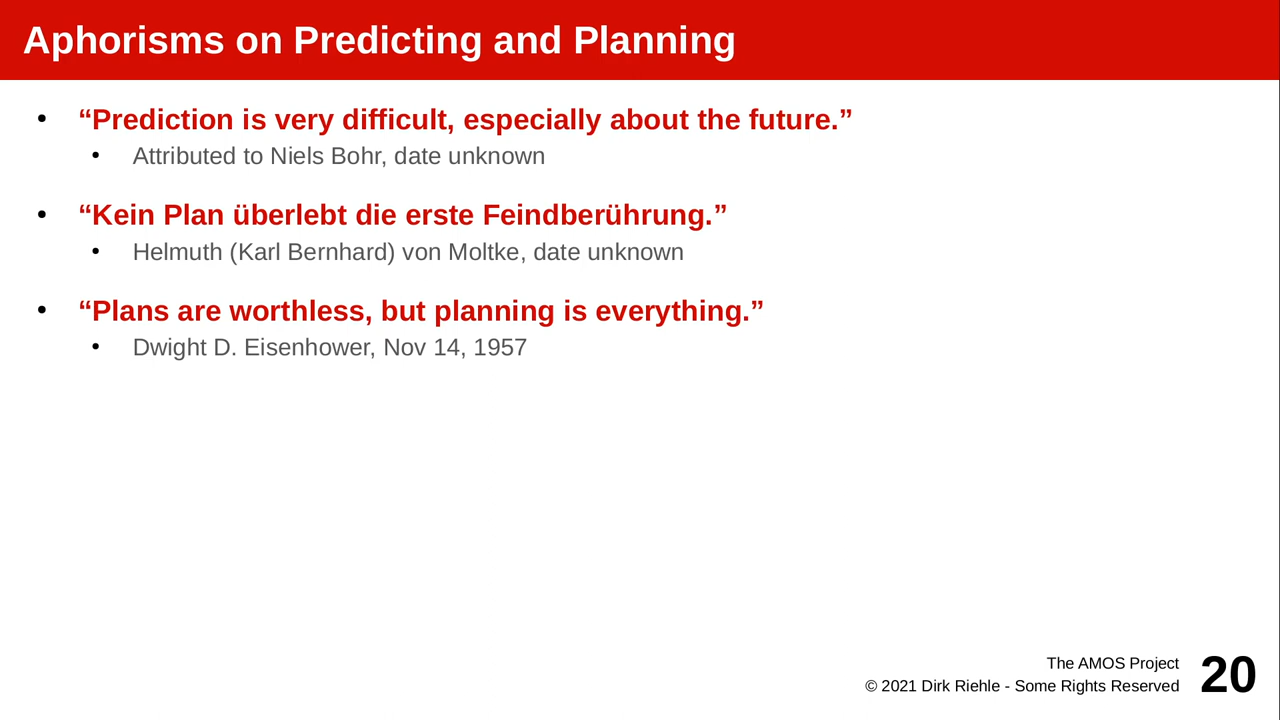 Aphorisms on Predicting and Planning
• “Prediction is very difficult, especially about the future.”
• Attributed to Niels Bohr, date unknown
• “Kein Plan überlebt die erste Feindberührung.”
• Helmuth (Karl Bernhard) von Moltke, date unknown
• “Plans are worthless, but planning is everything.”
• Dwight D. Eisenhower, Nov 14, 1957
The AMOS Project
© 2021 Dirk Riehle - Some Rights Reserved
20